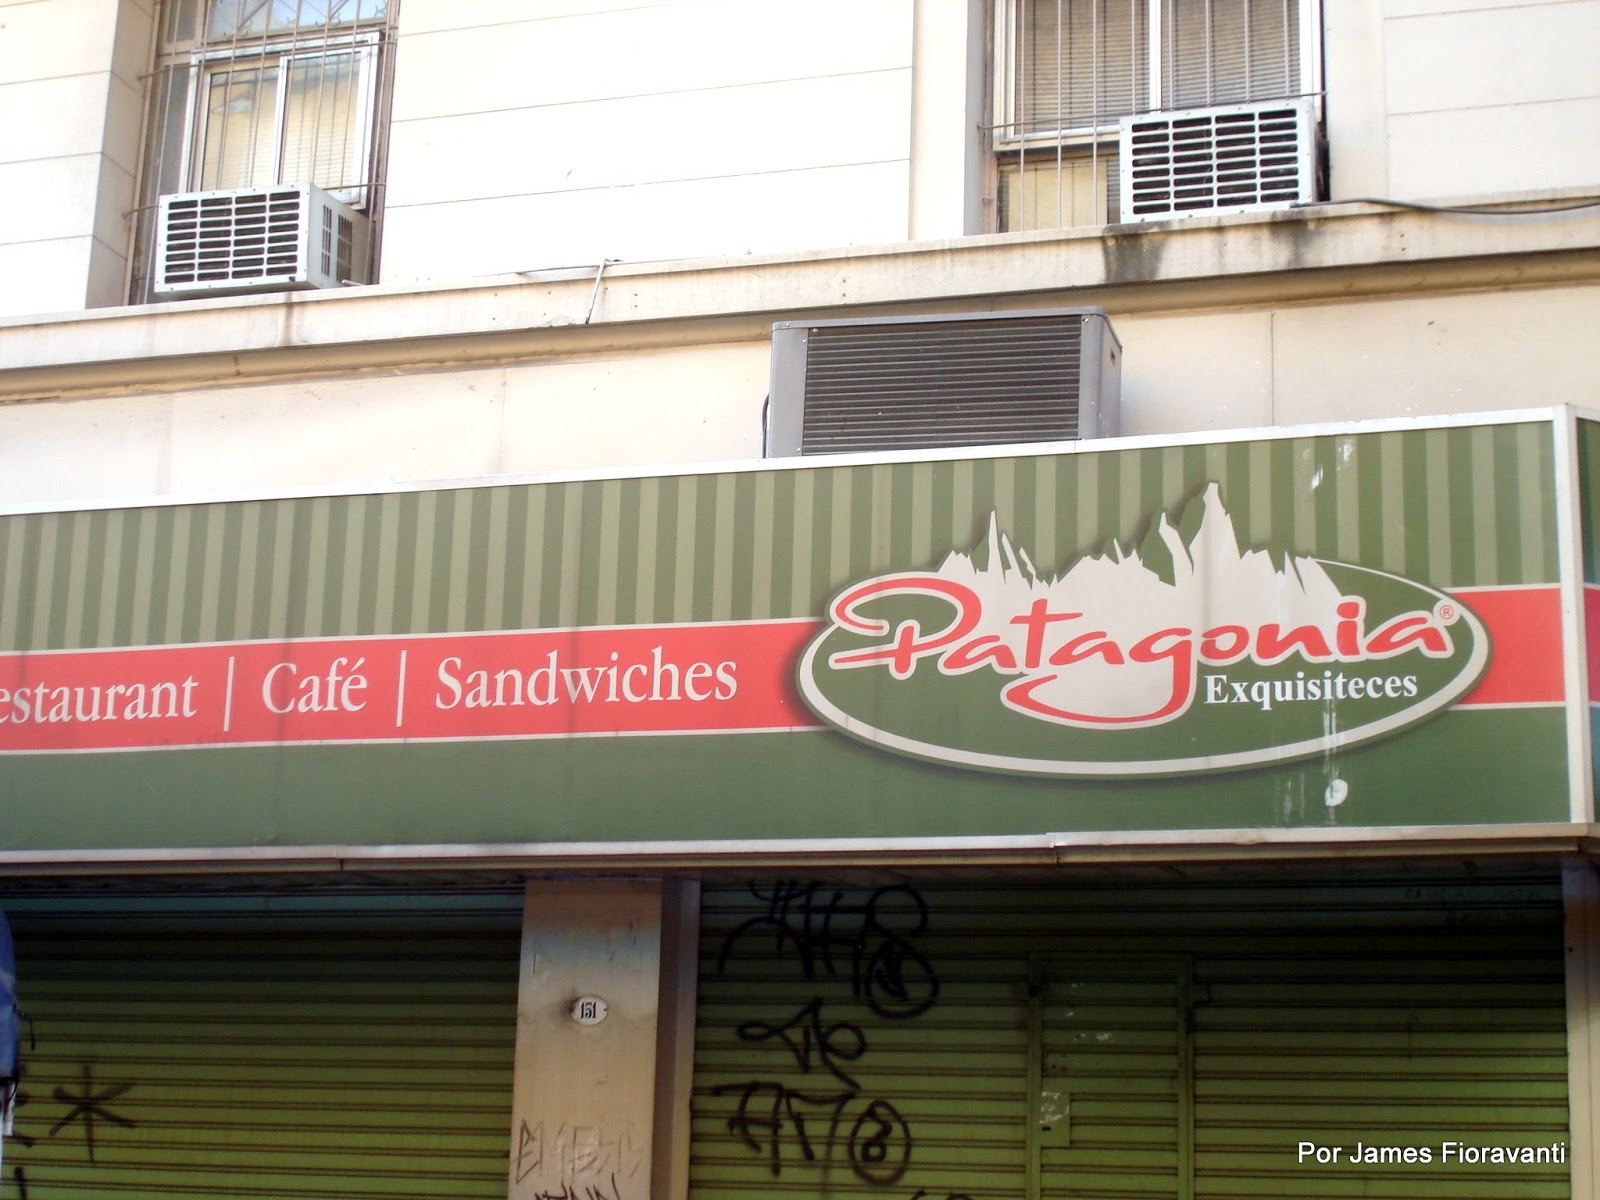 estaurant | Café | Sandwiches
Patagonia®
Exquisiteces
151
Por James Fioravanti